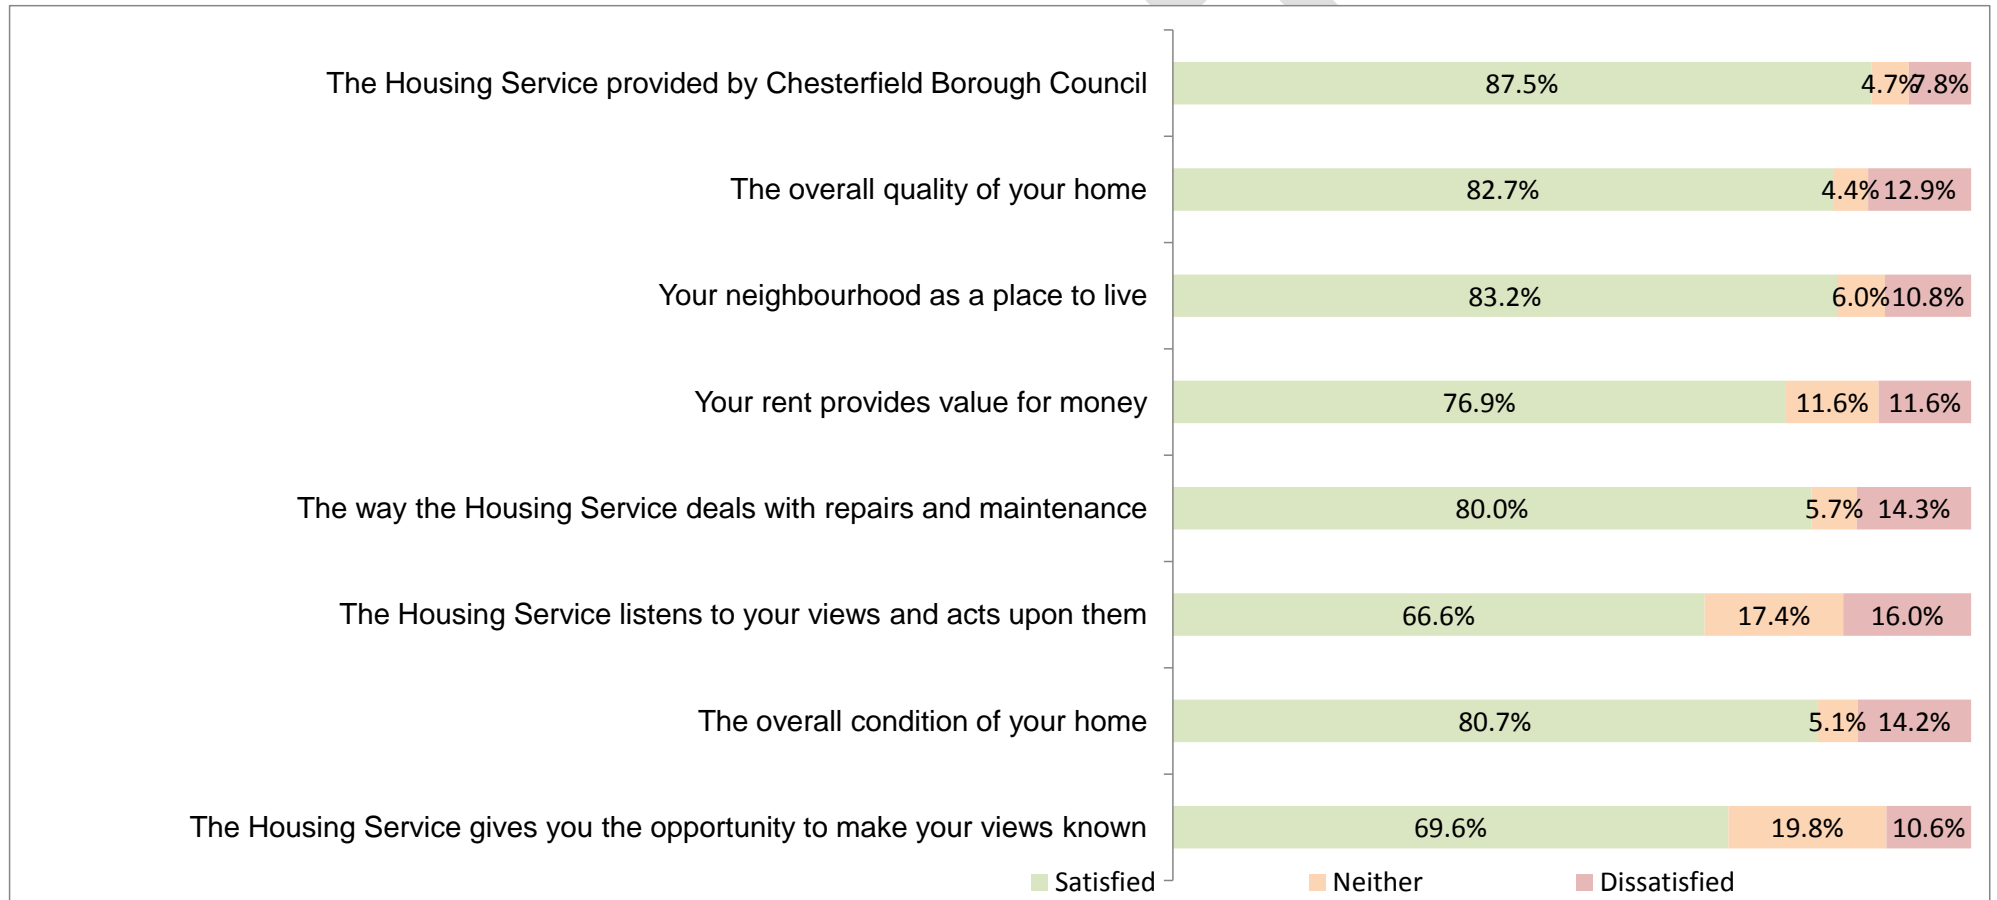 The Housing Service provided by Chesterfield Borough Council 87.5% 4.7% 7.8%
The overall quality of your home 82.7% 4.4% 12.9%
Your neighbourhood as a place to live 83.2% 6.0% 10.8%
Your rent provides value for money 76.9% 11.6% 11.6%
The way the Housing Service deals with repairs and maintenance 80.0% 5.7% 14.3%
The Housing Service listens to your views and acts upon them 66.6% 17.4% 16.0%
The overall condition of your home 80.7% 5.1% 14.2%
The Housing Service gives you the opportunity to make your views known 69.6% 19.8% 10.6%
Satisfied Neither Dissatisfied